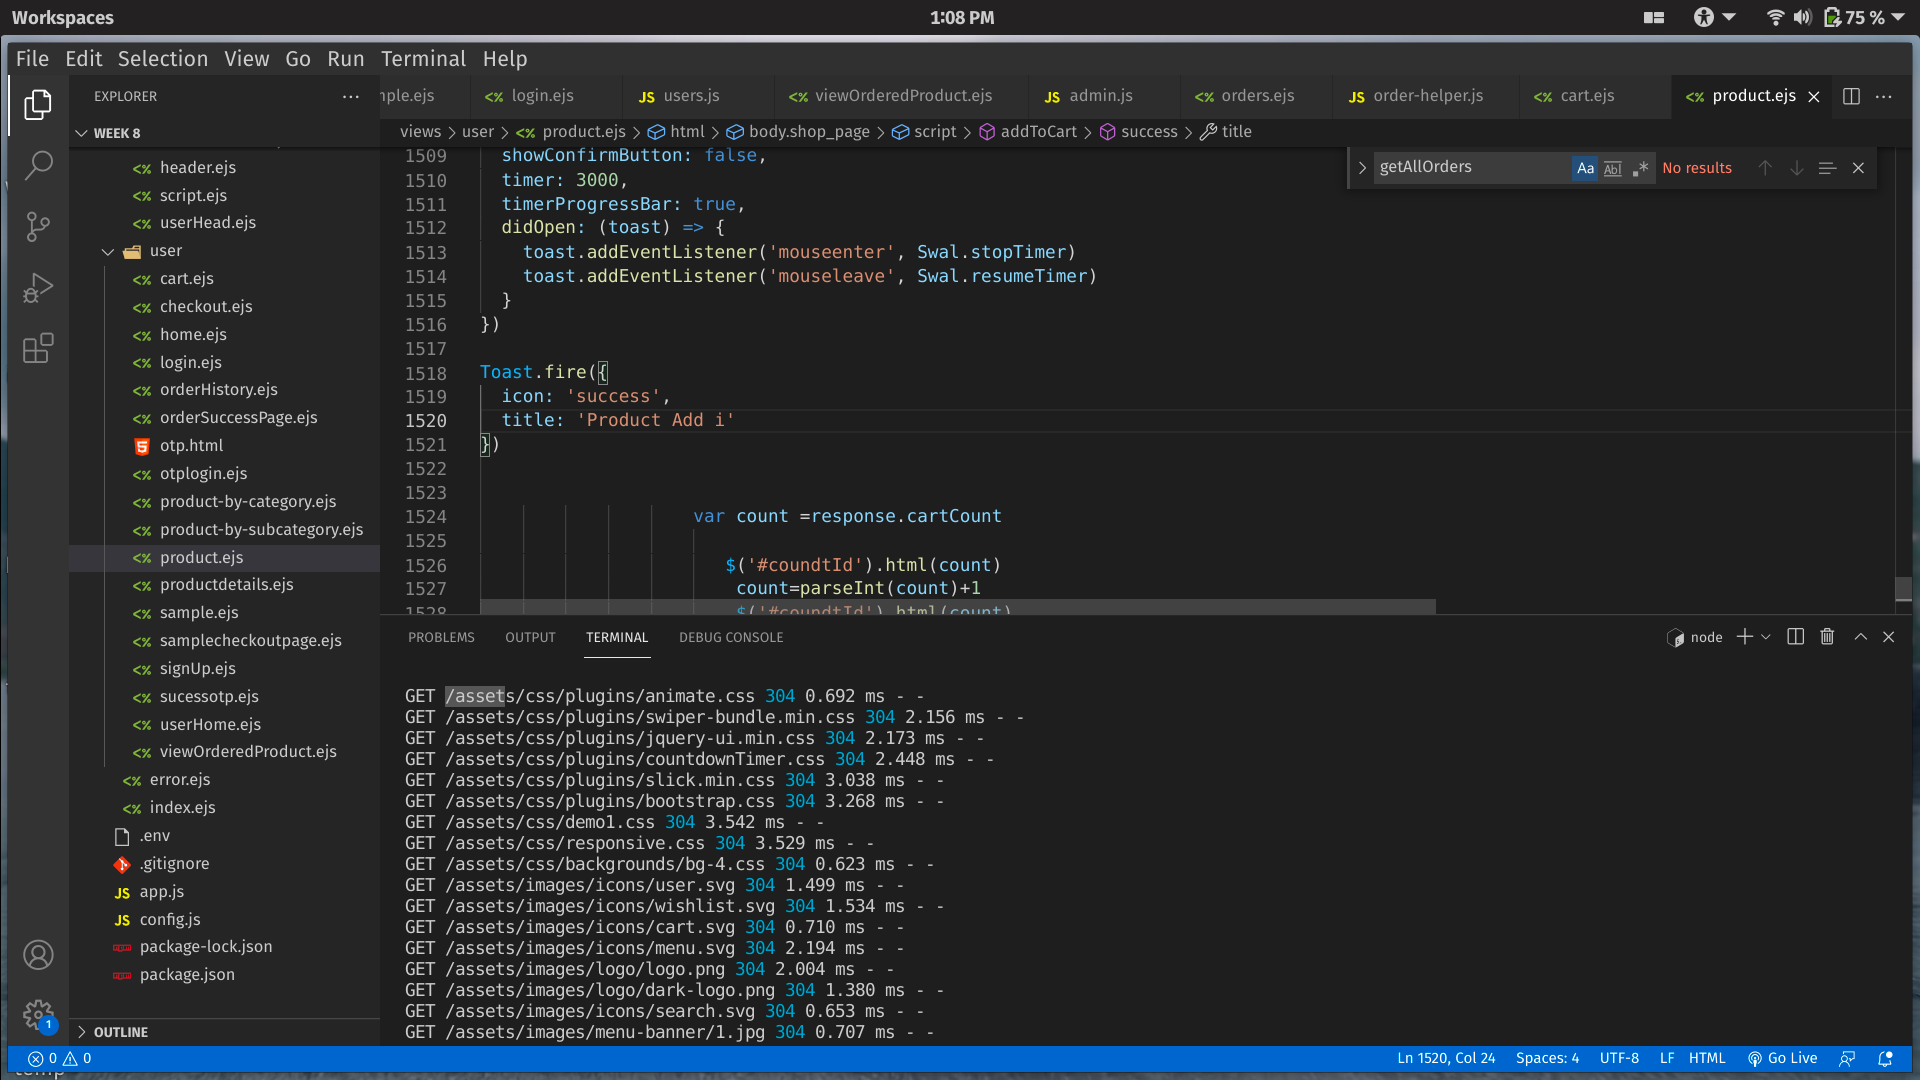 Workspaces
1:08 PM
75 %
File Edit Selection View Go Run Terminal Help
EXPLORER
WEEK 8
header.ejs
script.ejs
userHead.ejs
user
cart.ejs
checkout.ejs
home.ejs
login.ejs
orderHistory.ejs
orderSuccessPage.ejs
otp.html
otplogin.ejs
product-by-category.ejs
product-by-subcategory.ejs
product.ejs
productdetails.ejs
sample.ejs
samplecheckoutpage.ejs
signUp.ejs
sucessotp.ejs
userHome.ejs
viewOrderedProduct.ejs
error.ejs
index.ejs
.env
.gitignore
JS app.js
JS config.js
package-lock.json
package.json
OUTLINE
nple.ejs <% login.ejs JS users.js <% viewOrderedProduct.ejs JS admin.js <% orders.ejs JS order-helper.js <% cart.ejs <% product.ejs
views > user > <% product.ejs > html > body.shop_page > script > addToCart > success > title
getAllOrders Aa Abl .* No results
1509 showConfirmButton: false,
1510 timer: 3000,
1511 timerProgressBar: true,
1512 didOpen: (toast) => {
1513 toast.addEventListener('mouseenter', Swal.stopTimer)
1514 toast.addEventListener('mouseleave', Swal.resumeTimer)
1515 }
1516 })
1517
1518 Toast.fire({
1519 icon: 'success',
1520 title: 'Product Add i'
1521 })
1522
1523
1524 var count =response.cartCount
1525
1526 $('#coundtId').html(count)
1527 count=parseInt(count)+1
1528 $('#coundtId').html(count)
PROBLEMS OUTPUT TERMINAL DEBUG CONSOLE
node
GET /assets/css/plugins/animate.css 304 0.692 ms - -
GET /assets/css/plugins/swiper-bundle.min.css 304 2.156 ms - -
GET /assets/css/plugins/jquery-ui.min.css 304 2.173 ms - -
GET /assets/css/plugins/countdownTimer.css 304 2.448 ms - -
GET /assets/css/plugins/slick.min.css 304 3.038 ms - -
GET /assets/css/plugins/bootstrap.css 304 3.268 ms - -
GET /assets/css/demo1.css 304 3.542 ms - -
GET /assets/css/responsive.css 304 3.529 ms - -
GET /assets/css/backgrounds/bg-4.css 304 0.623 ms - -
GET /assets/images/icons/user.svg 304 1.499 ms - -
GET /assets/images/icons/wishlist.svg 304 1.534 ms - -
GET /assets/images/icons/cart.svg 304 0.710 ms - -
GET /assets/images/icons/menu.svg 304 2.194 ms - -
GET /assets/images/logo/logo.png 304 2.004 ms - -
GET /assets/images/logo/dark-logo.png 304 1.380 ms - -
GET /assets/images/icons/search.svg 304 0.653 ms - -
GET /assets/images/menu-banner/1.jpg 304 0.707 ms - -
1
0 0
Ln 1520, Col 24 Spaces: 4 UTF-8 LF HTML Go Live